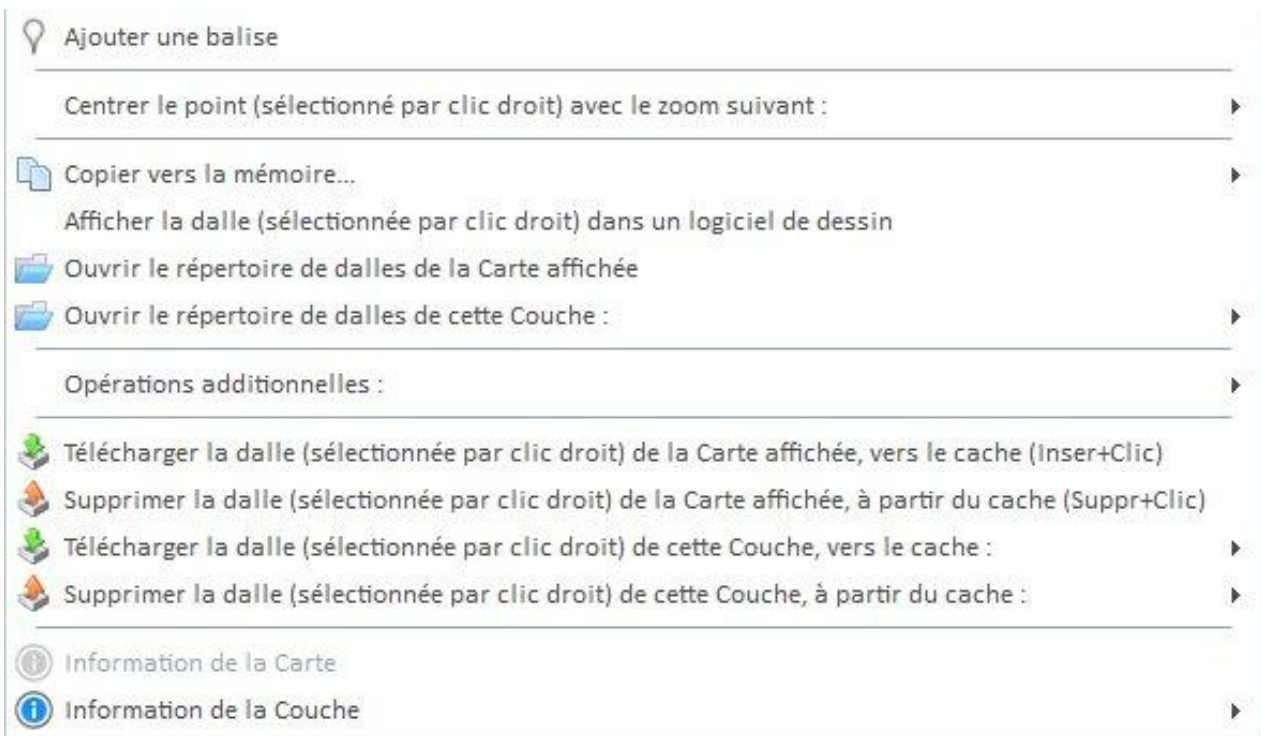 Ajouter une balise
Centrer le point (sélectionné par clic droit) avec le zoom suivant :
Copier vers la mémoire...
Afficher la dalle (sélectionnée par clic droit) dans un logiciel de dessin
Ouvrir le répertoire de dalles de la Carte affichée
Ouvrir le répertoire de dalles de cette Couche :
Opérations additionnelles :
Télécharger la dalle (sélectionnée par clic droit) de la Carte affichée, vers le cache (Inser+Clic)
Supprimer la dalle (sélectionnée par clic droit) de la Carte affichée, à partir du cache (Suppr+Clic)
Télécharger la dalle (sélectionnée par clic droit) de cette Couche, vers le cache :
Supprimer la dalle (sélectionnée par clic droit) de cette Couche, à partir du cache :
Information de la Carte
Information de la Couche